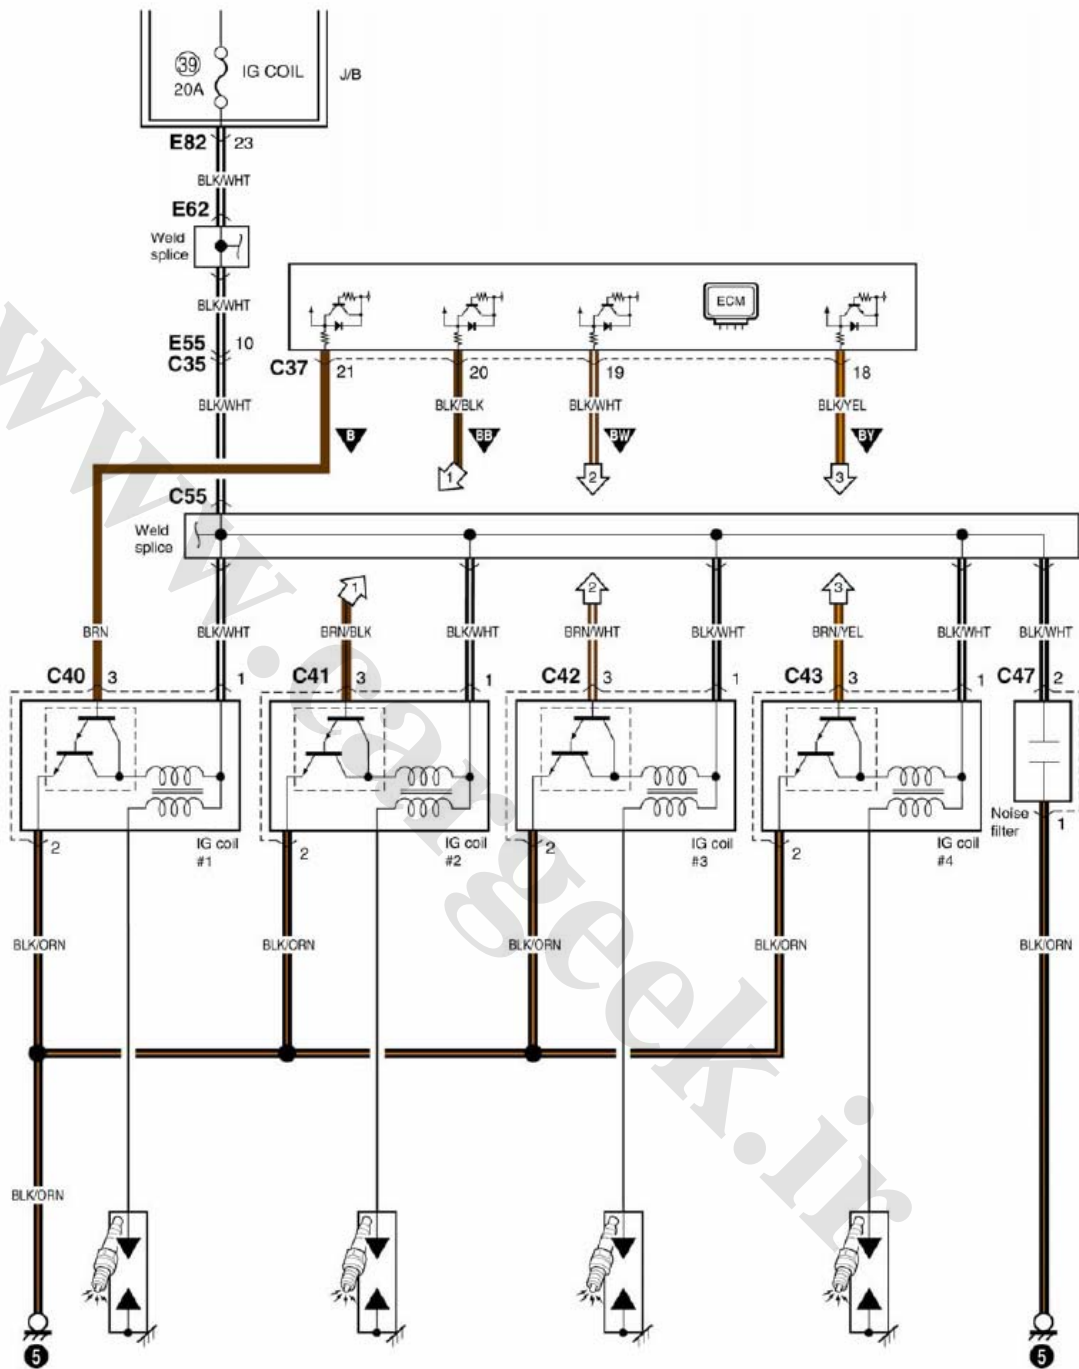 39
20A
IG COIL
J/B
E82 23
BLK/WHT
E62
Weld
splice
BLK/WHT
ECM
E55 10
C35
C37 21 20 19 18
BLK/WHT BLK/BLK BLK/WHT BLK/YEL
B BB BW BY
1 2 3
C55
Weld
splice
1 2 3
BRN BLK/WHT BRN/BLK BLK/WHT BRN/WHT BLK/WHT BRN/YEL BLK/WHT BLK/WHT
C40 3 1 C41 3 1 C42 3 1 C43 3 1 C47 2
Noise
filter
1
2 IG coil
#1
2 IG coil
#2
2 IG coil
#3
2 IG coil
#4
BLK/ORN BLK/ORN BLK/ORN BLK/ORN BLK/ORN
BLK/ORN
5 5
www.cargeek.ir